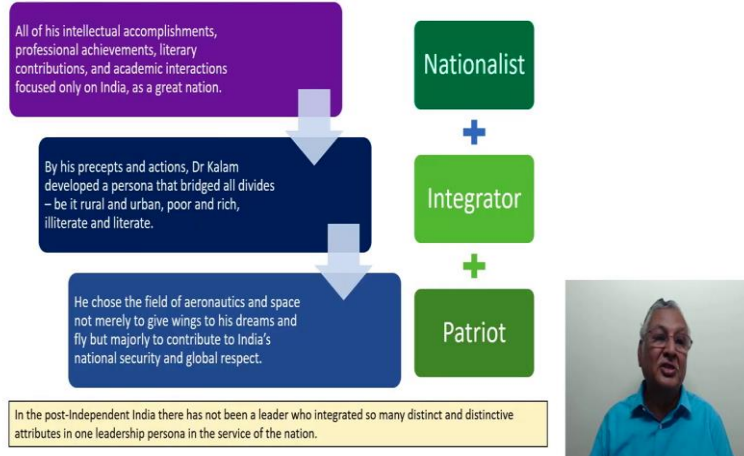 All of his intellectual accomplishments,
professional achievements, literary
contributions, and academic interactions
focused only on India, as a great nation.
Nationalist
By his precepts and actions, Dr Kalam
developed a persona that bridged all divides
– be it rural and urban, poor and rich,
illiterate and literate.
Integrator
He chose the field of aeronautics and space
not merely to give wings to his dreams and
fly but majorly to contribute to India's
national security and global respect.
Patriot
In the post-Independent India there has not been a leader who integrated so many distinct and distinctive
attributes in one leadership persona in the service of the nation.